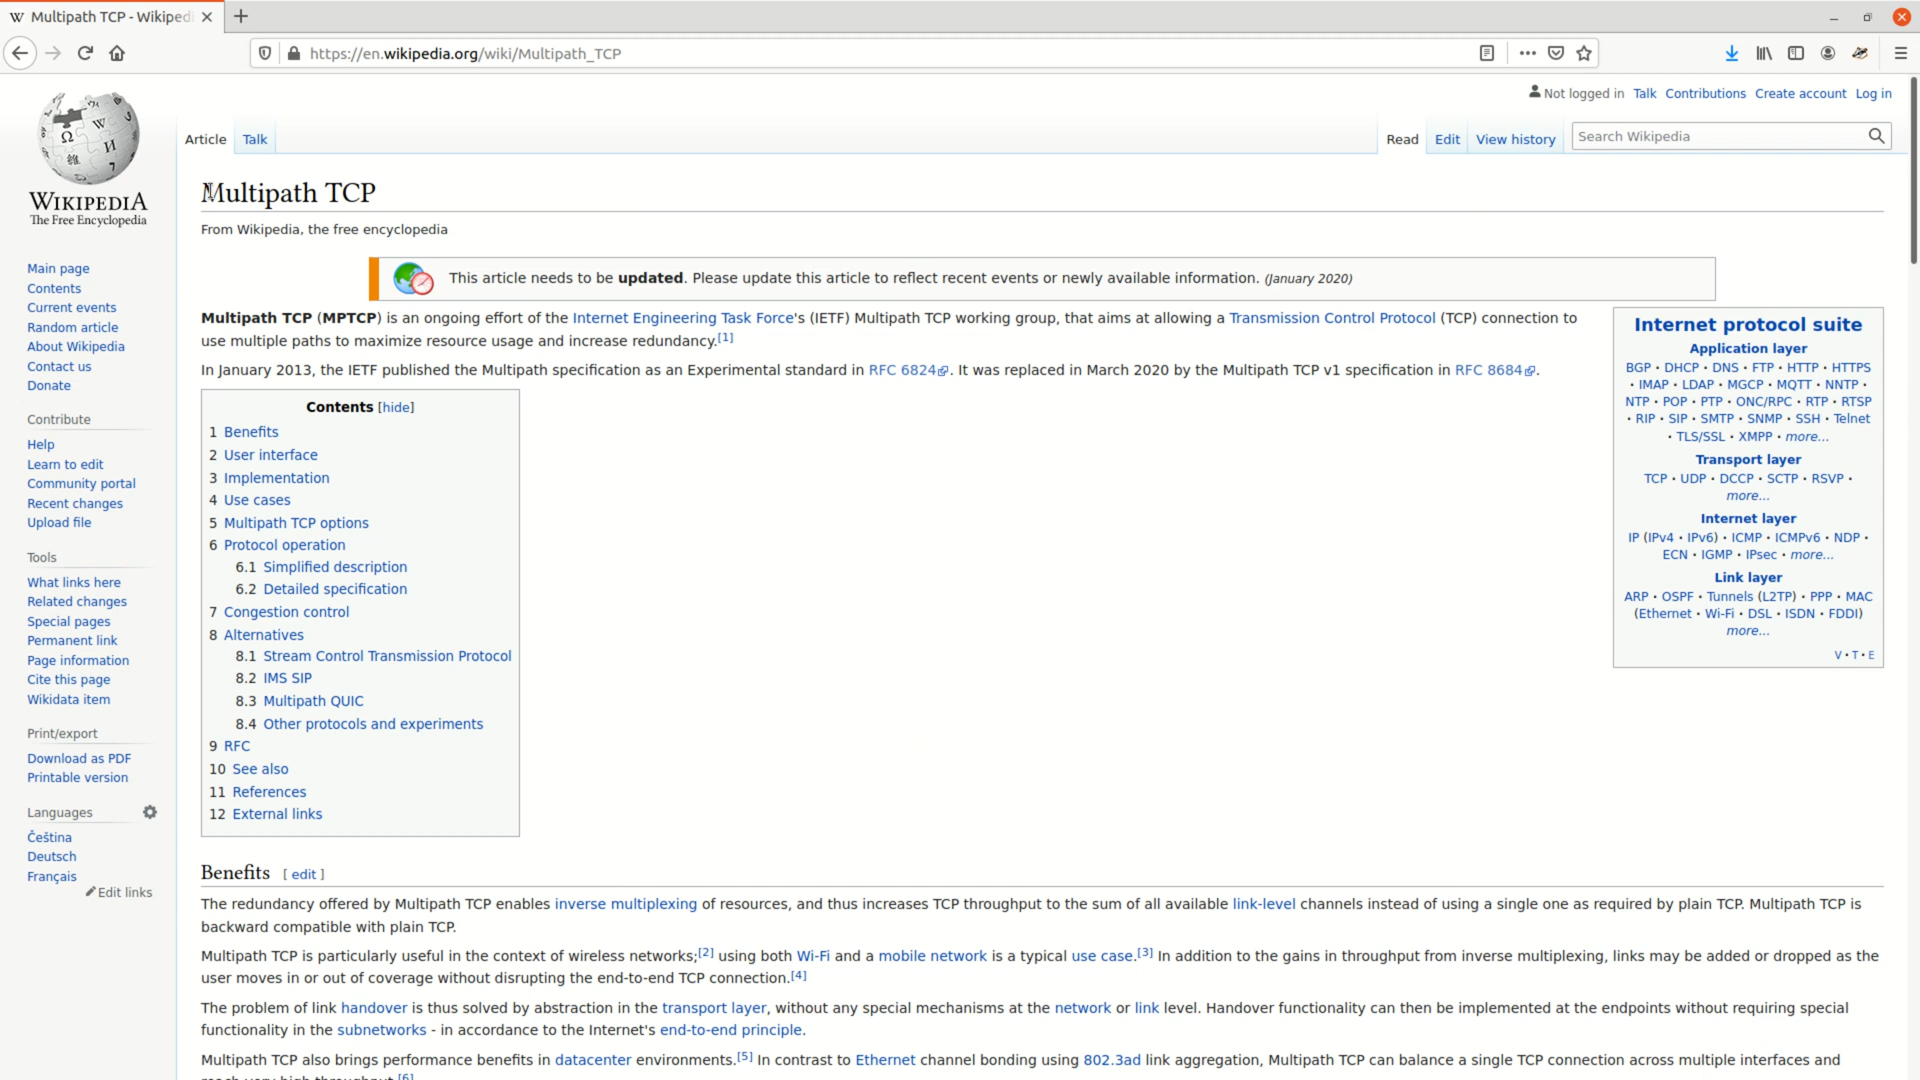 Multipath TCP - Wikiped
https://en.wikipedia.org/wiki/Multipath_TCP
Not logged in Talk Contributions Create account Log in
Article Talk Read Edit View history Search Wikipedia
WIKIPEDIA
The Free Encyclopedia
Main page
Contents
Current events
Random article
About Wikipedia
Contact us
Donate
Contribute
Help
Learn to edit
Community portal
Recent changes
Upload file
Tools
What links here
Related changes
Special pages
Permanent link
Page information
Cite this page
Wikidata item
Print/export
Download as PDF
Printable version
Languages
Čeština
Deutsch
Français
Edit links
Multipath TCP
From Wikipedia, the free encyclopedia
This article needs to be updated. Please update this article to reflect recent events or newly available information. (January 2020)
Multipath TCP (MPTCP) is an ongoing effort of the Internet Engineering Task Force's (IETF) Multipath TCP working group, that aims at allowing a Transmission Control Protocol (TCP) connection to
use multiple paths to maximize resource usage and increase redundancy.[1]
In January 2013, the IETF published the Multipath specification as an Experimental standard in RFC 6824. It was replaced in March 2020 by the Multipath TCP v1 specification in RFC 8684.
Contents [hide]
1 Benefits
2 User interface
3 Implementation
4 Use cases
5 Multipath TCP options
6 Protocol operation
6.1 Simplified description
6.2 Detailed specification
7 Congestion control
8 Alternatives
8.1 Stream Control Transmission Protocol
8.2 IMS SIP
8.3 Multipath QUIC
8.4 Other protocols and experiments
9 RFC
10 See also
11 References
12 External links
Internet protocol suite
Application layer
BGP · DHCP · DNS · FTP · HTTP · HTTPS
· IMAP · LDAP · MGCP · MQTT · NNTP ·
NTP · POP · PTP · ONC/RPC · RTP · RTSP
· RIP · SIP · SMTP · SNMP · SSH · Telnet
· TLS/SSL · XMPP · more...
Transport layer
TCP · UDP · DCCP · SCTP · RSVP ·
more...
Internet layer
IP (IPv4 · IPv6) · ICMP · ICMPv6 · NDP ·
ECN · IGMP · IPsec · more...
Link layer
ARP · OSPF · Tunnels (L2TP) · PPP · MAC
(Ethernet · Wi-Fi · DSL · ISDN · FDDI)
more...
V · T · E
Benefits [ edit ]
The redundancy offered by Multipath TCP enables inverse multiplexing of resources, and thus increases TCP throughput to the sum of all available link-level channels instead of using a single one as required by plain TCP. Multipath TCP is
backward compatible with plain TCP.
Multipath TCP is particularly useful in the context of wireless networks;[2] using both Wi-Fi and a mobile network is a typical use case.[3] In addition to the gains in throughput from inverse multiplexing, links may be added or dropped as the
user moves in or out of coverage without disrupting the end-to-end TCP connection.[4]
The problem of link handover is thus solved by abstraction in the transport layer, without any special mechanisms at the network or link level. Handover functionality can then be implemented at the endpoints without requiring special
functionality in the subnetworks - in accordance to the Internet's end-to-end principle.
Multipath TCP also brings performance benefits in datacenter environments.[5] In contrast to Ethernet channel bonding using 802.3ad link aggregation, Multipath TCP can balance a single TCP connection across multiple interfaces and
reach very high throughput.[6]